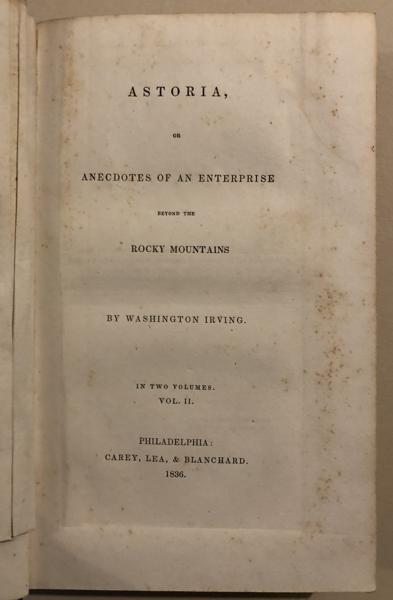 ASTORIA,
OR
ANECDOTES OF AN ENTERPRISE
BEYOND THE
ROCKY MOUNTAINS
BY WASHINGTON IRVING.
IN TWO VOLUMES.
VOL. II.
PHILADELPHIA:
CAREY, LEA, & BLANCHARD.
1836.